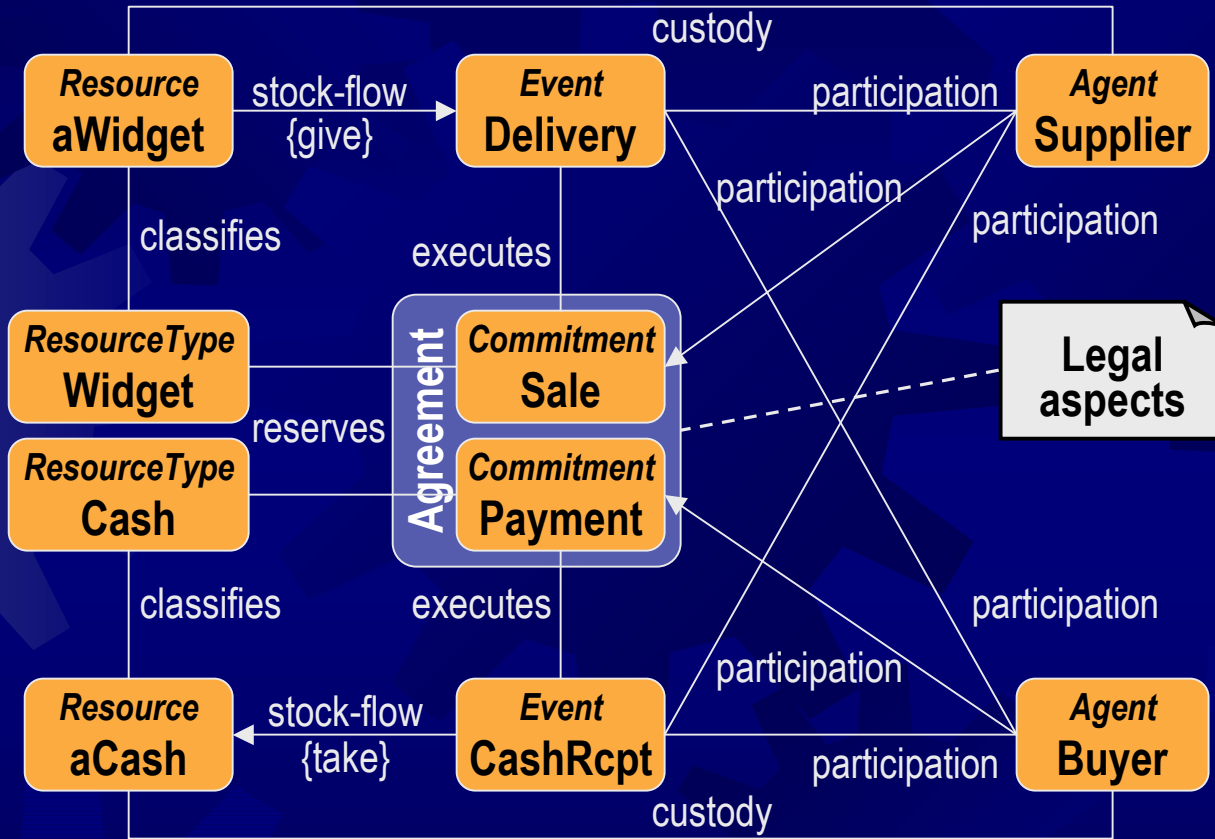 custody
Resource
aWidget
stock-flow
{give}
Event
Delivery
participation
Agent
Supplier
participation
participation
classifies
executes
ResourceType
Widget
Agreement
Commitment
Sale
Legal
aspects
reserves
ResourceType
Cash
Commitment
Payment
classifies
executes
participation
participation
Resource
aCash
stock-flow
{take}
Event
CashRcpt
participation
Agent
Buyer
custody